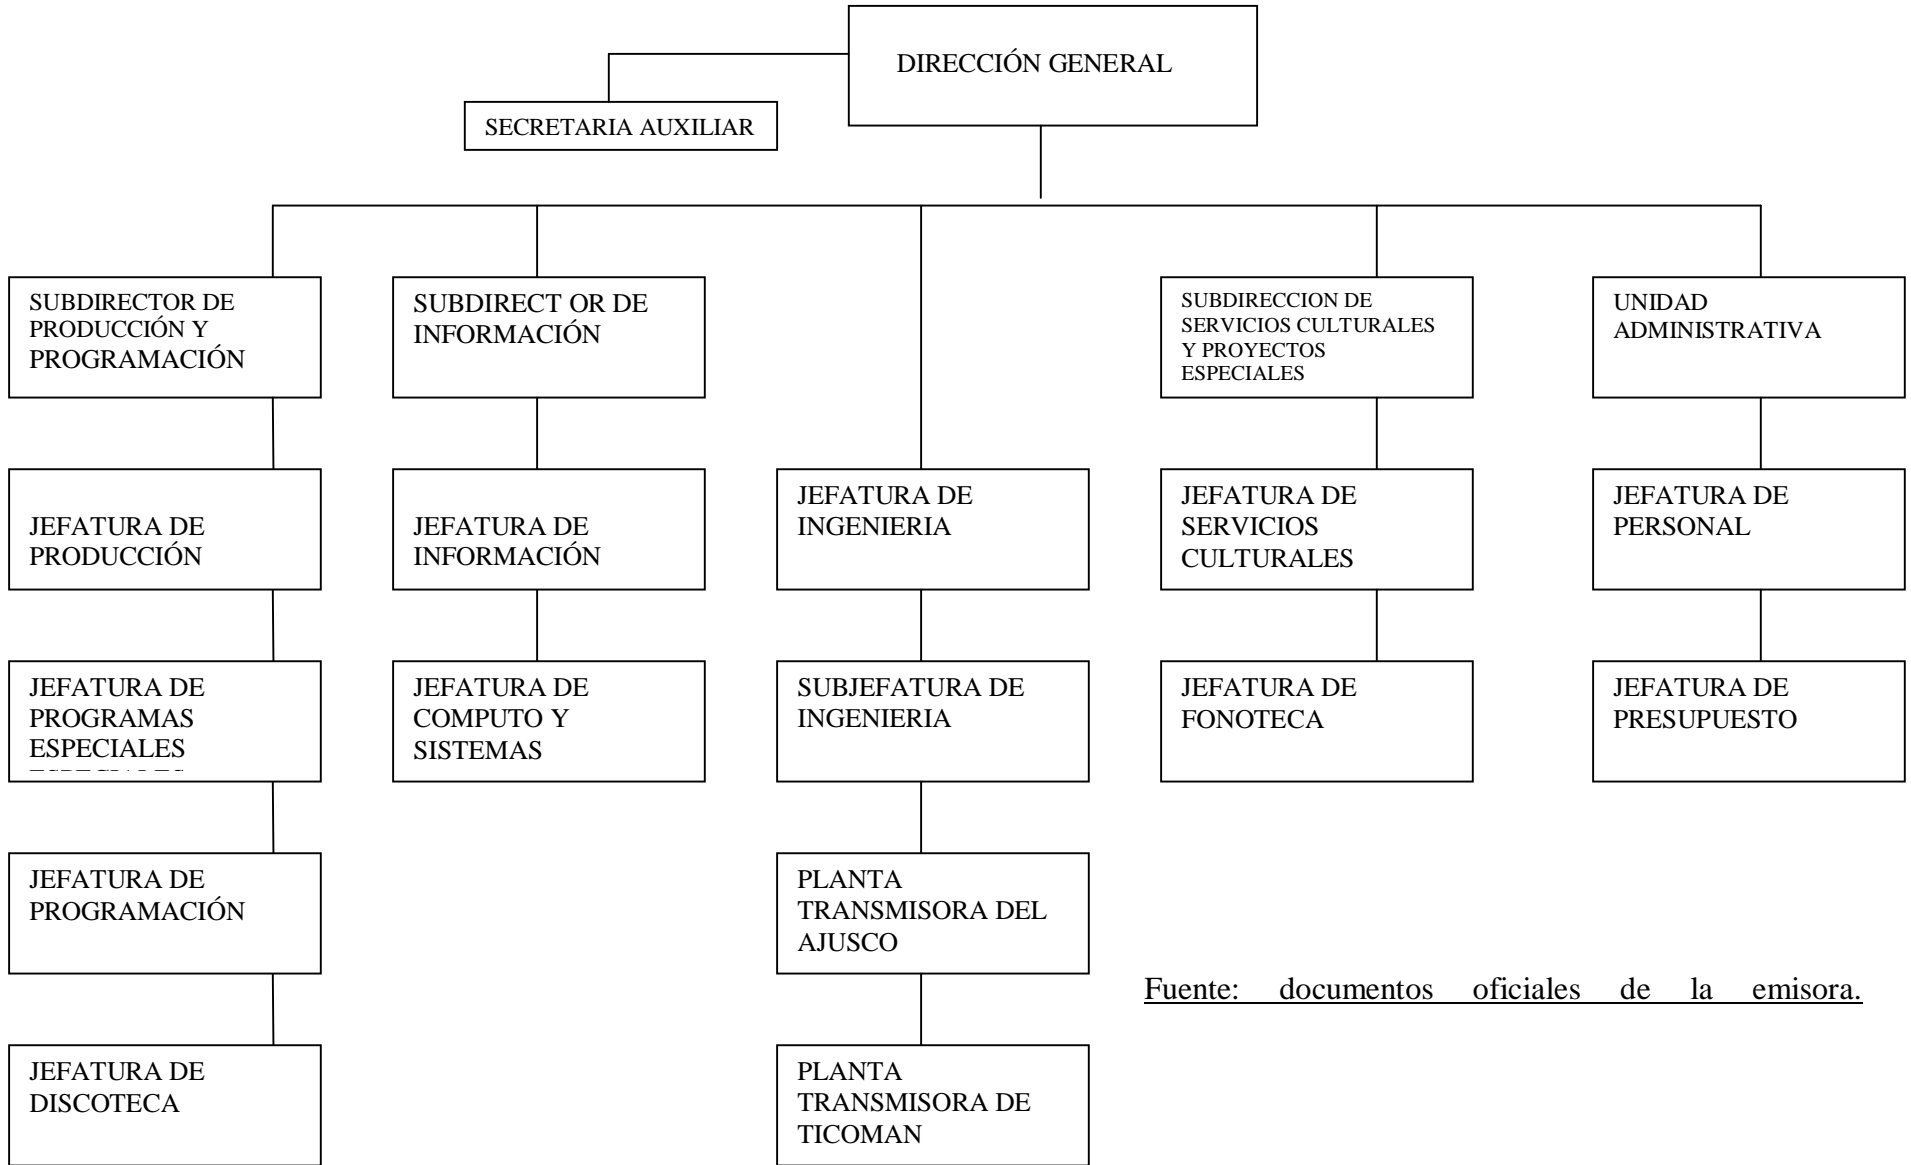 DIRECCIÓN GENERAL
SECRETARIA AUXILIAR
SUBDIRECTOR DE
PRODUCCIÓN Y
PROGRAMACIÓN
SUBDIRECT OR DE
INFORMACIÓN
SUBDIRECCION DE
SERVICIOS CULTURALES
Y PROYECTOS
ESPECIALES
UNIDAD
ADMINISTRATIVA
JEFATURA DE
PRODUCCIÓN
JEFATURA DE
INFORMACIÓN
JEFATURA DE
INGENIERIA
JEFATURA DE
SERVICIOS
CULTURALES
JEFATURA DE
PERSONAL
JEFATURA DE
PROGRAMAS
ESPECIALES
JEFATURA DE
COMPUTO Y
SISTEMAS
SUBJEFATURA DE
INGENIERIA
JEFATURA DE
FONOTECA
JEFATURA DE
PRESUPUESTO
JEFATURA DE
PROGRAMACIÓN
PLANTA
TRANSMISORA DEL
AJUSCO
Fuente: documentos oficiales de la emisora.
JEFATURA DE
DISCOTECA
PLANTA
TRANSMISORA DE
TICOMAN